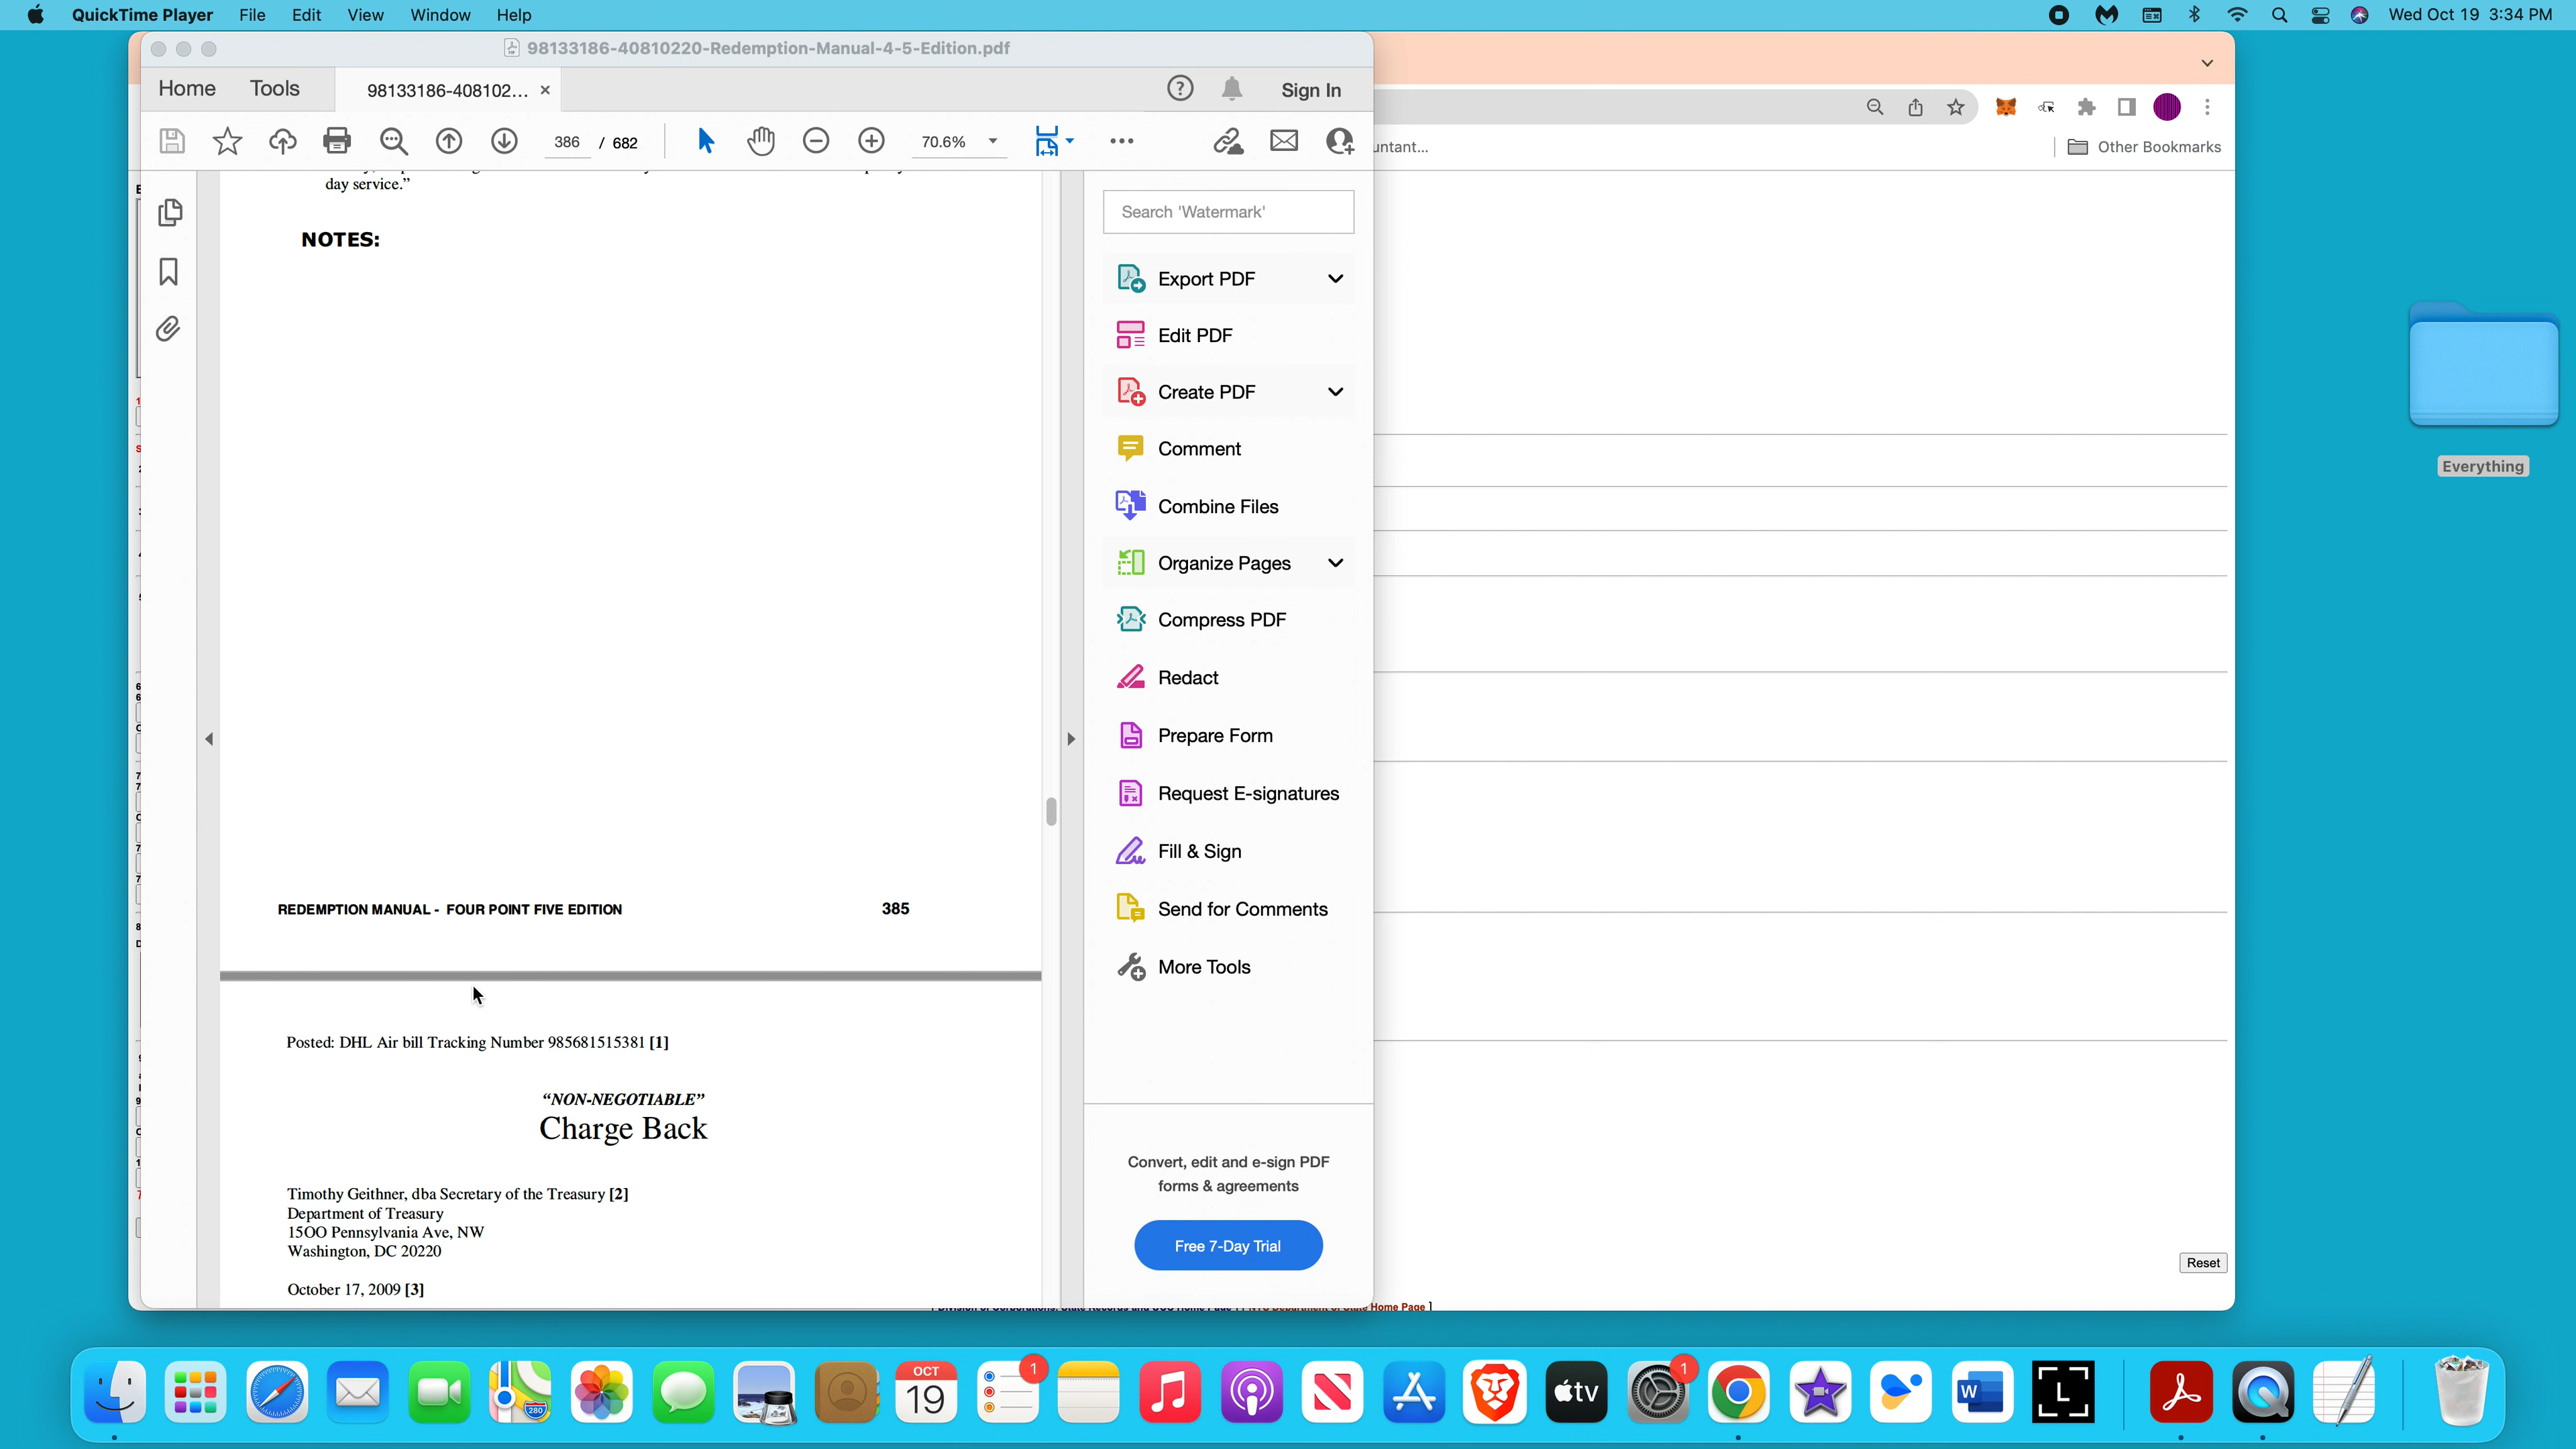 QuickTime Player File Edit View Window Help Wed Oct 19 3:34 PM
98133186-40810220-Redemption-Manual-4-5-Edition.pdf
Home Tools 98133186-408102... × Sign In
386 / 682 70.6%
untant... Other Bookmarks
day service.”
NOTES:
REDEMPTION MANUAL - FOUR POINT FIVE EDITION 385
Posted: DHL Air bill Tracking Number 985681515381 [1]
“NON-NEGOTIABLE”
Charge Back
Timothy Geithner, dba Secretary of the Treasury [2]
Department of Treasury
1500 Pennsylvania Ave, NW
Washington, DC 20220
October 17, 2009 [3]
Search 'Watermark'
Export PDF
Edit PDF
Create PDF
Comment
Combine Files
Organize Pages
Compress PDF
Redact
Prepare Form
Request E-signatures
Fill & Sign
Send for Comments
More Tools
Convert, edit and e-sign PDF
forms & agreements
Free 7-Day Trial
Everything
Reset
Home Page ]
OCT
19
1
280
tv
1
W
L